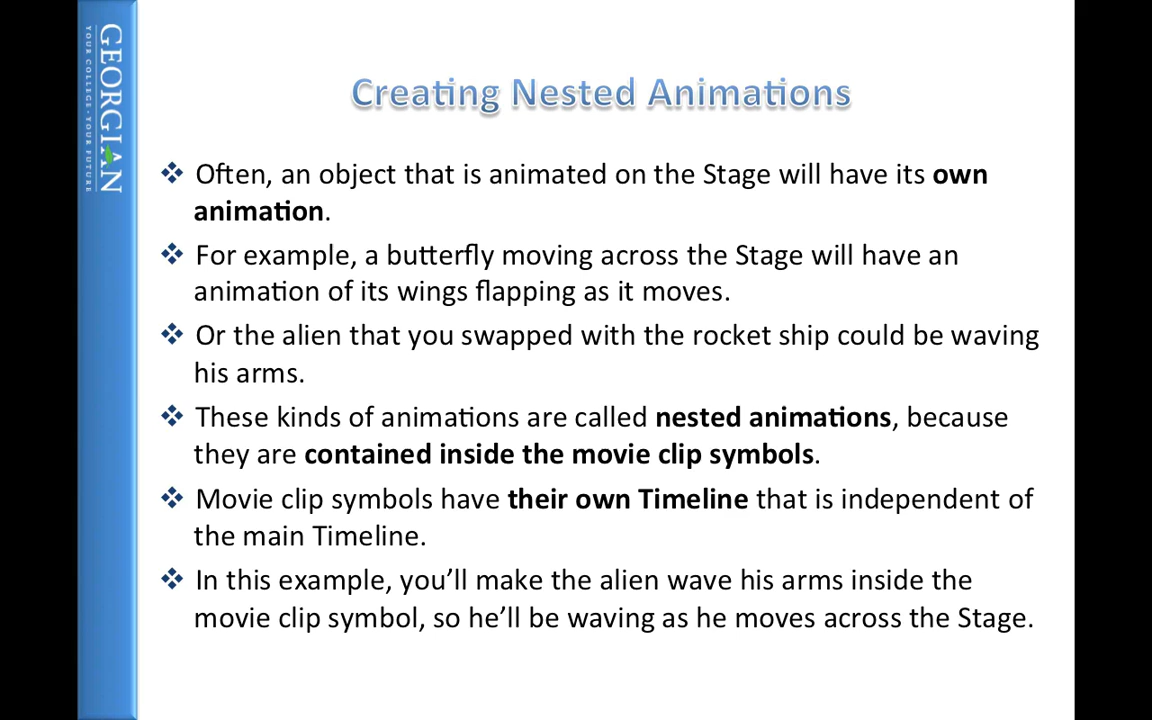 GEORGIAN
YOUR COLLEGE · YOUR FUTURE
Creating Nested Animations
❖ Often, an object that is animated on the Stage will have its own
animation.
❖ For example, a butterfly moving across the Stage will have an
animation of its wings flapping as it moves.
❖ Or the alien that you swapped with the rocket ship could be waving
his arms.
❖ These kinds of animations are called nested animations, because
they are contained inside the movie clip symbols.
❖ Movie clip symbols have their own Timeline that is independent of
the main Timeline.
❖ In this example, you’ll make the alien wave his arms inside the
movie clip symbol, so he’ll be waving as he moves across the Stage.